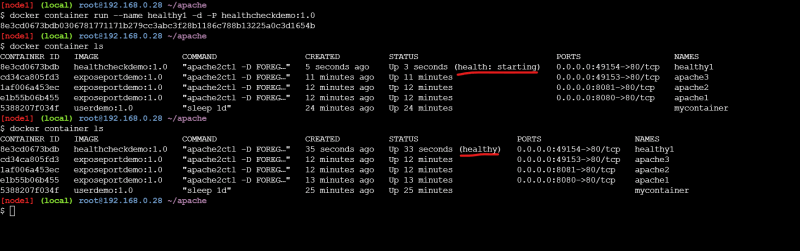 [node1] (local) root@192.168.0.28 ~/apache
$ docker container run --name healthy1 -d -P healthcheckdemo:1.0
8e3cd0673bdb0306781771171b279cc3abc3f28b1186c788b13225a0c3d1654b
[node1] (local) root@192.168.0.28 ~/apache
$ docker container ls
CONTAINER ID IMAGE COMMAND CREATED STATUS PORTS NAMES
8e3cd0673bdb healthcheckdemo:1.0 "apache2ctl -D FOREG…" 5 seconds ago Up 3 seconds (health: starting) 0.0.0.0:49154->80/tcp healthy1
cd34ca805fd3 exposeportdemo:1.0 "apache2ctl -D FOREG…" 11 minutes ago Up 11 minutes 0.0.0.0:49153->80/tcp apache3
1af006a453ec exposeportdemo:1.0 "apache2ctl -D FOREG…" 12 minutes ago Up 12 minutes 0.0.0.0:8081->80/tcp apache2
e1b55b06b455 exposeportdemo:1.0 "apache2ctl -D FOREG…" 12 minutes ago Up 12 minutes 0.0.0.0:8080->80/tcp apache1
5388207f034f userdemo:1.0 "sleep 1d" 24 minutes ago Up 24 minutes mycontainer
[node1] (local) root@192.168.0.28 ~/apache
$ docker container ls
CONTAINER ID IMAGE COMMAND CREATED STATUS PORTS NAMES
8e3cd0673bdb healthcheckdemo:1.0 "apache2ctl -D FOREG…" 35 seconds ago Up 33 seconds (healthy) 0.0.0.0:49154->80/tcp healthy1
cd34ca805fd3 exposeportdemo:1.0 "apache2ctl -D FOREG…" 12 minutes ago Up 12 minutes 0.0.0.0:49153->80/tcp apache3
1af006a453ec exposeportdemo:1.0 "apache2ctl -D FOREG…" 12 minutes ago Up 12 minutes 0.0.0.0:8081->80/tcp apache2
e1b55b06b455 exposeportdemo:1.0 "apache2ctl -D FOREG…" 13 minutes ago Up 13 minutes 0.0.0.0:8080->80/tcp apache1
5388207f034f userdemo:1.0 "sleep 1d" 25 minutes ago Up 25 minutes mycontainer
[node1] (local) root@192.168.0.28 ~/apache
$